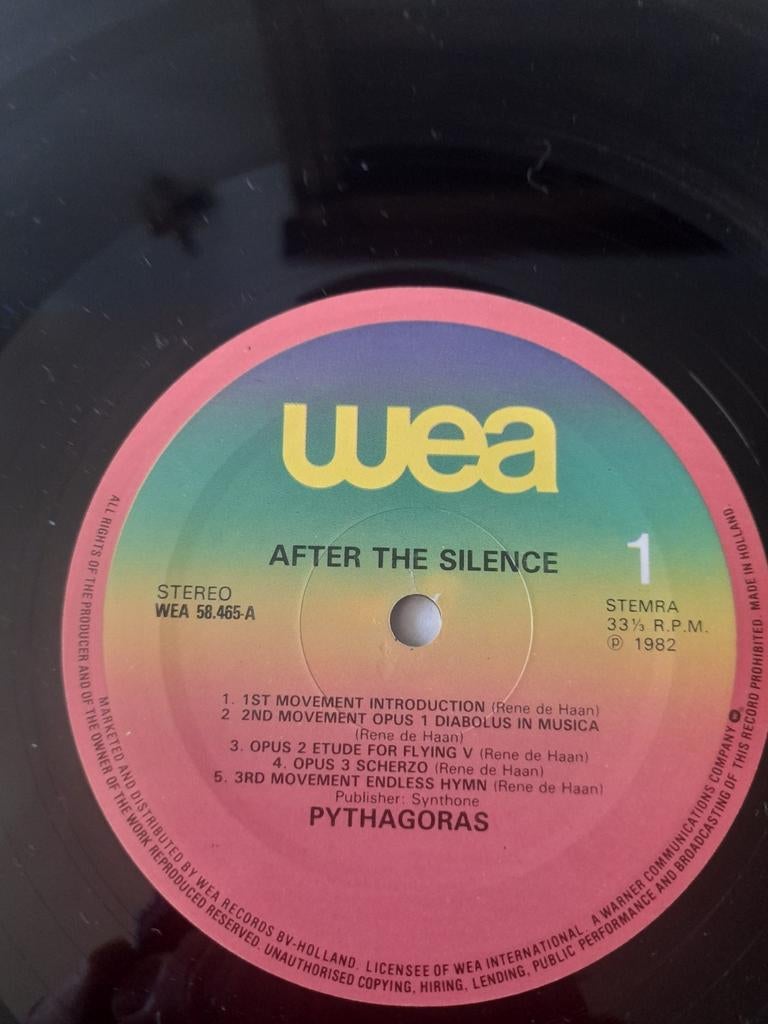 wea
AFTER THE SILENCE
1
STEREO
WEA 58.465-A
STEMRA
33⅓ R.P.M.
℗ 1982
1. 1ST MOVEMENT INTRODUCTION (Rene de Haan)
2 2ND MOVEMENT OPUS 1 DIABOLUS IN MUSICA
(Rene de Haan)
3. OPUS 2 ETUDE FOR FLYING V (Rene de Haan)
4. OPUS 3 SCHERZO (Rene de Haan)
5. 3RD MOVEMENT ENDLESS HYMN (Rene de Haan)
Publisher: Synthone
PYTHAGORAS
MARKETED AND DISTRIBUTED BY WEA RECORDS BV-HOLLAND. LICENSEE OF WEA INTERNATIONAL. A WARNER COMMUNICATIONS COMPANY
ALL RIGHTS OF THE PRODUCER AND OF THE OWNER OF THE WORK REPRODUCED RESERVED. UNAUTHORISED COPYING, HIRING, LENDING, PUBLIC PERFORMANCE AND BROADCASTING OF THIS RECORD PROHIBITED. MADE IN HOLLAND.